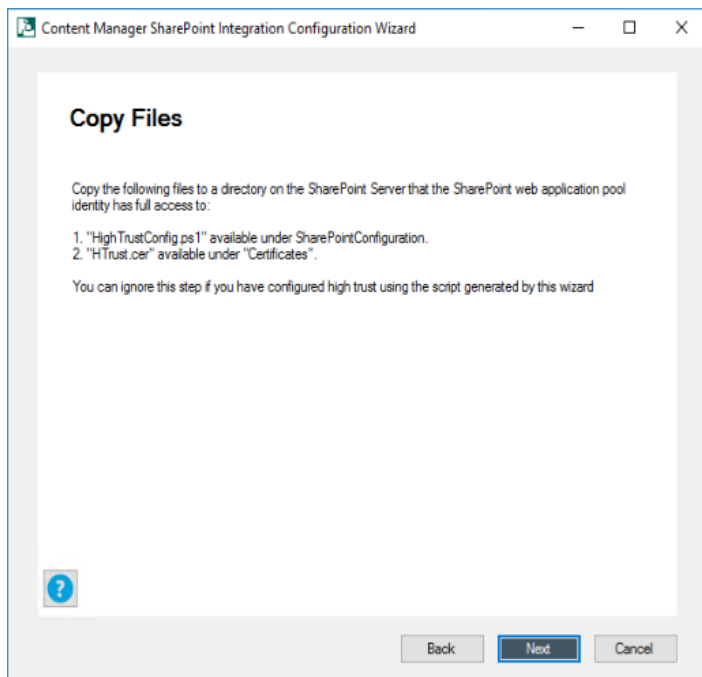 Content Manager SharePoint Integration Configuration Wizard
Copy Files
Copy the following files to a directory on the SharePoint Server that the SharePoint web application pool
identity has full access to:
1. "HighTrustConfig.ps1" available under SharePointConfiguration.
2. "HTrust.cer" available under "Certificates".
You can ignore this step if you have configured high trust using the script generated by this wizard
?
Back Next Cancel